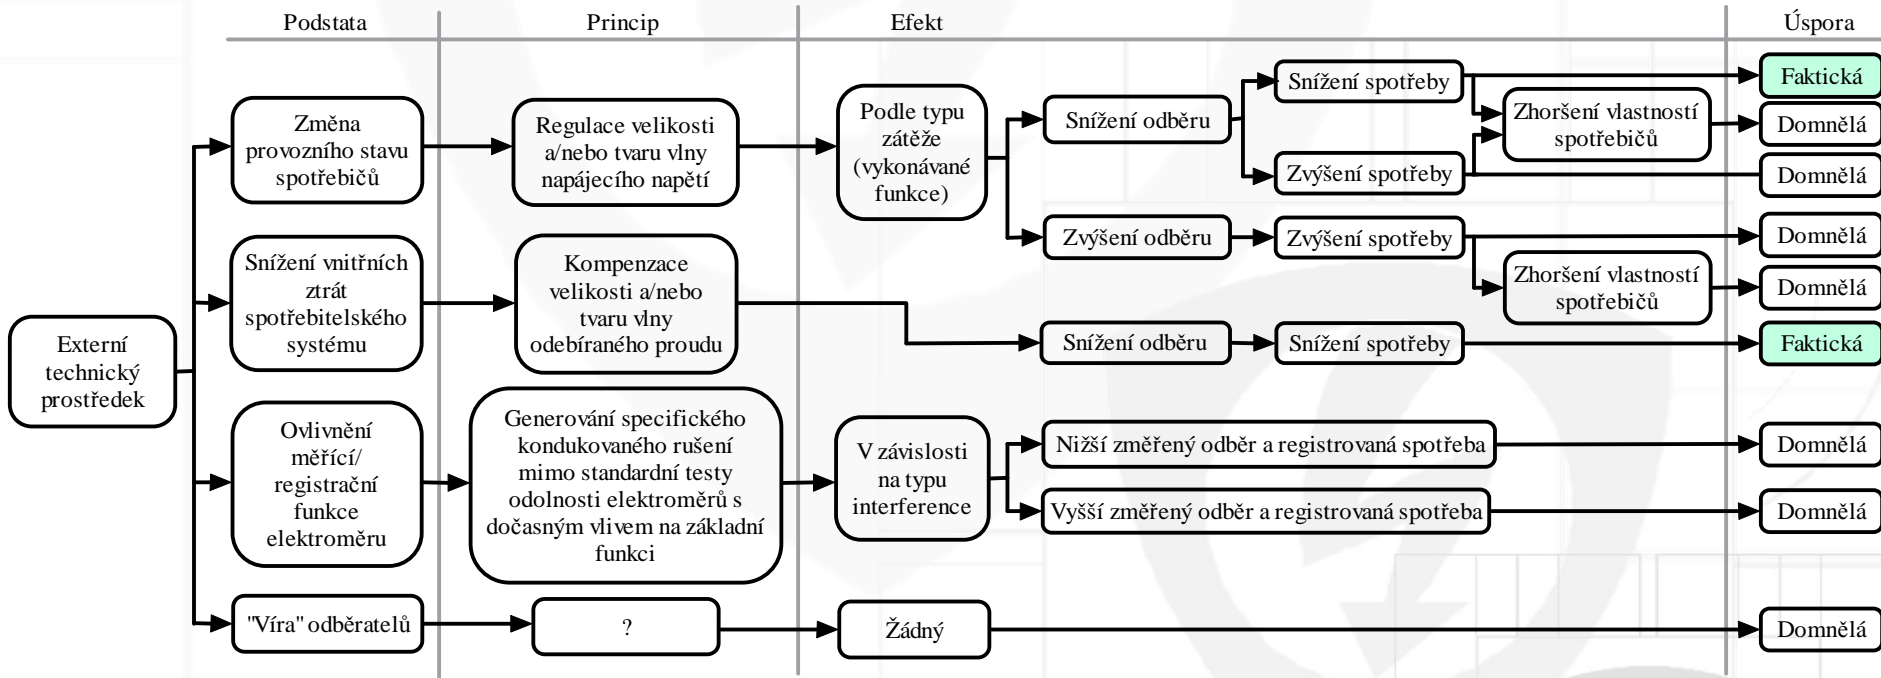 Podstata
Princip
Efekt
Úspora
Externí
technický
prostředek
Změna
provozního stavu
spotřebičů
Regulace velikosti
a/nebo tvaru vlny
napájecího napětí
Podle typu
zátěže
(vykonávané
funkce)
Snížení odběru
Snížení spotřeby
Faktická
Zhoršení vlastností
spotřebičů
Domnělá
Zvýšení spotřeby
Domnělá
Zvýšení odběru
Zvýšení spotřeby
Domnělá
Zhoršení vlastností
spotřebičů
Domnělá
Snížení vnitřních
ztrát
spotřebitelského
systému
Kompenzace
velikosti a/nebo
tvaru vlny
odebíraného proudu
Snížení odběru
Snížení spotřeby
Faktická
Ovlivnění
měřící/
registrační
funkce
elektroměru
Generování specifického
kondukovaného rušení
mimo standardní testy
odolnosti elektroměrů s
dočasným vlivem na základní
funkci
V závislosti
na typu
interference
Nižší změřený odběr a registrovaná spotřeba
Domnělá
Vyšší změřený odběr a registrovaná spotřeba
Domnělá
"Víra" odběratelů
?
Žádný
Domnělá